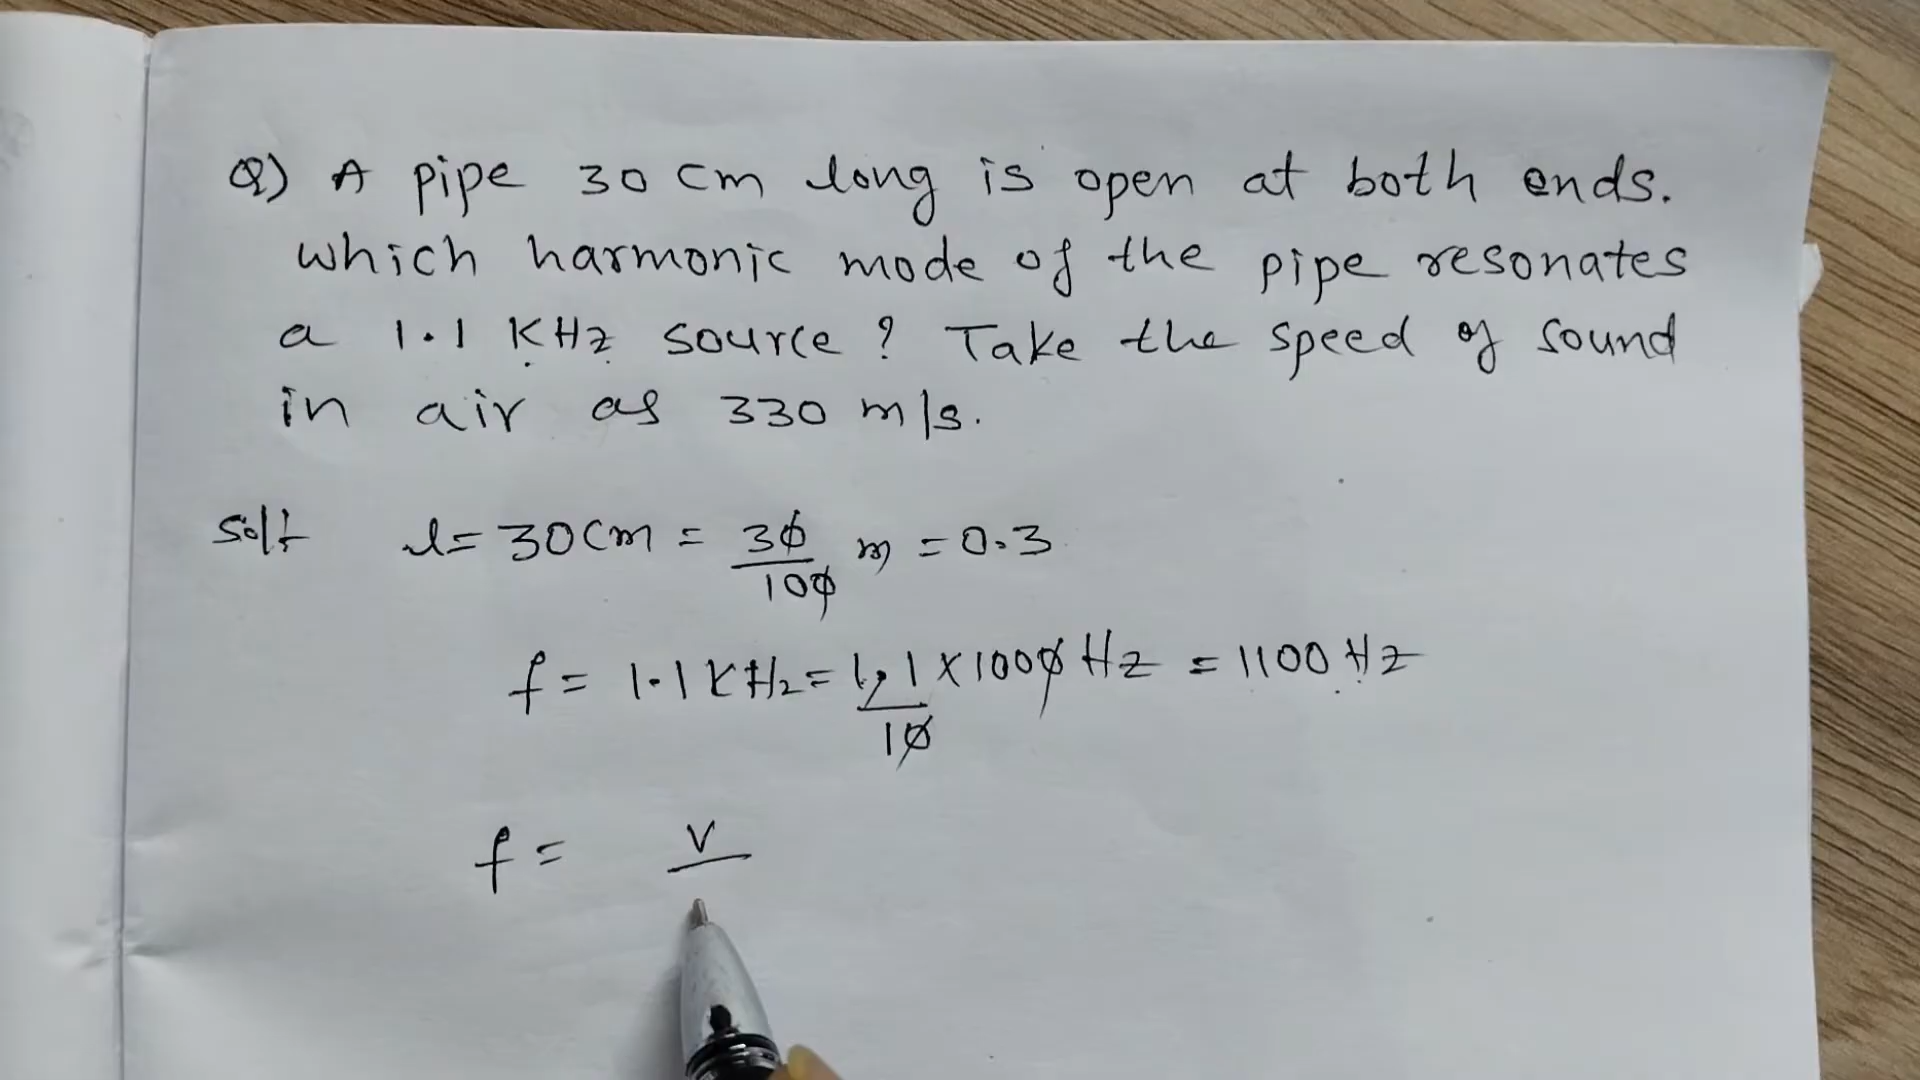 Q) A pipe 30 cm long is open at both ends.
which harmonic mode of the pipe resonates
a 1.1 KHz source? Take the speed of sound
in air as 330 m/s.
Sol: l = 30 cm = 30/100 m = 0.3
f = 1.1 KHz = 1.1/10 × 1000 Hz = 1100 Hz
f = v